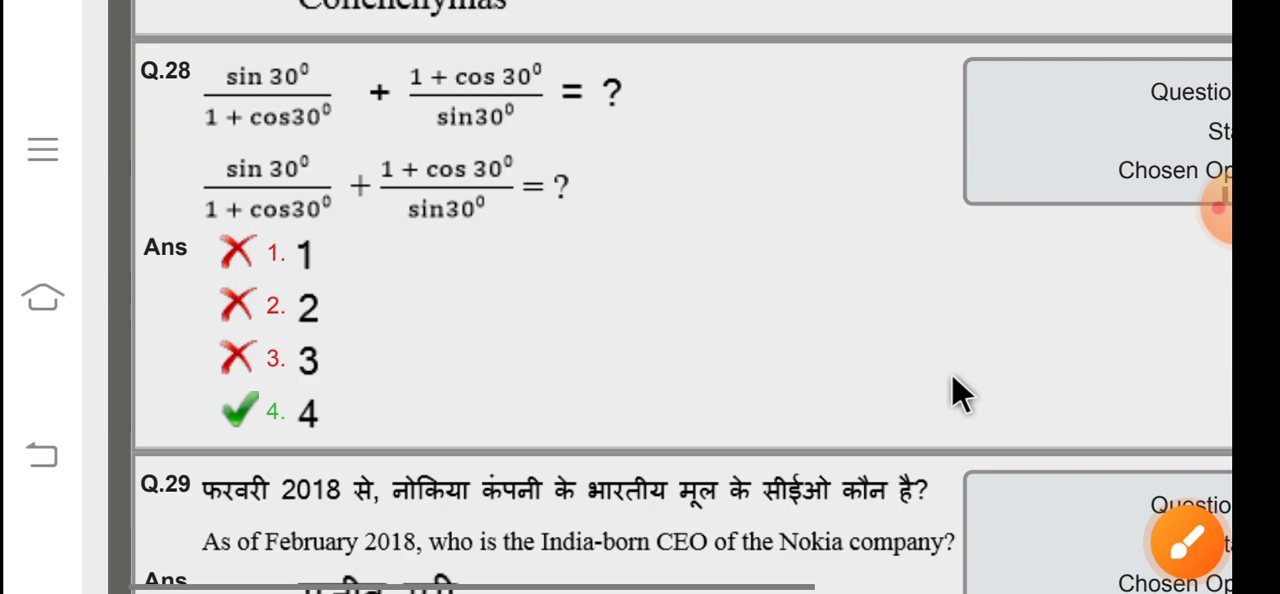 Q.28 sin 30⁰ / 1 + cos30⁰ + 1 + cos 30⁰ / sin30⁰ = ?
sin 30⁰ / 1 + cos30⁰ + 1 + cos 30⁰ / sin30⁰ = ?
Questio
St
Chosen Op
Ans 1. 1
2. 2
3. 3
4. 4
Q.29 फरवरी 2018 से, नोकिया कंपनी के भारतीय मूल के सीईओ कौन है?
As of February 2018, who is the India-born CEO of the Nokia company?
Questio
Chosen Op
Ans